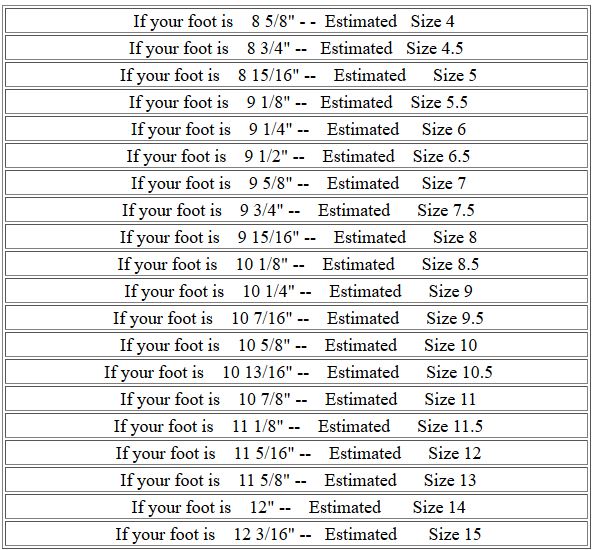 If your foot is 8 5/8" - - Estimated Size 4
If your foot is 8 3/4" -- Estimated Size 4.5
If your foot is 8 15/16" -- Estimated Size 5
If your foot is 9 1/8" -- Estimated Size 5.5
If your foot is 9 1/4" -- Estimated Size 6
If your foot is 9 1/2" -- Estimated Size 6.5
If your foot is 9 5/8" -- Estimated Size 7
If your foot is 9 3/4" -- Estimated Size 7.5
If your foot is 9 15/16" -- Estimated Size 8
If your foot is 10 1/8" -- Estimated Size 8.5
If your foot is 10 1/4" -- Estimated Size 9
If your foot is 10 7/16" -- Estimated Size 9.5
If your foot is 10 5/8" -- Estimated Size 10
If your foot is 10 13/16" -- Estimated Size 10.5
If your foot is 10 7/8" -- Estimated Size 11
If your foot is 11 1/8" -- Estimated Size 11.5
If your foot is 11 5/16" -- Estimated Size 12
If your foot is 11 5/8" -- Estimated Size 13
If your foot is 12" -- Estimated Size 14
If your foot is 12 3/16" -- Estimated Size 15